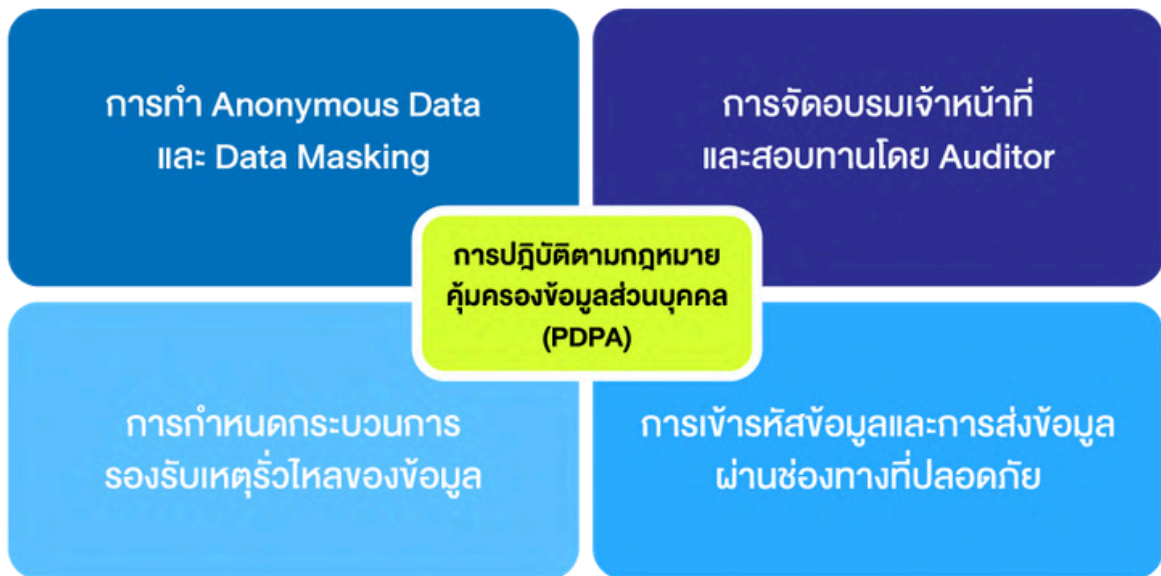 การทำ Anonymous Data
และ Data Masking
การจัดอบรมเจ้าหน้าที่
และสอบทานโดย Auditor
การปฎิบัติตามกฎหมาย
คุ้มครองข้อมูลส่วนบุคคล
(PDPA)
การกำหนดกระบวนการ
รองรับเหตุรั่วไหลของข้อมูล
การเข้ารหัสข้อมูลและการส่งข้อมูล
ผ่านช่องทางที่ปลอดภัย